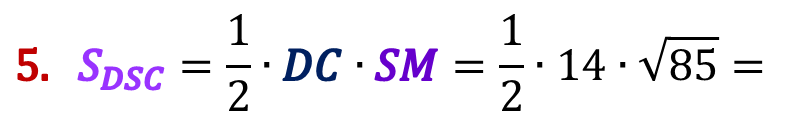 5. S_DSC = 1/2 · DC · SM = 1/2 · 14 · √85 =